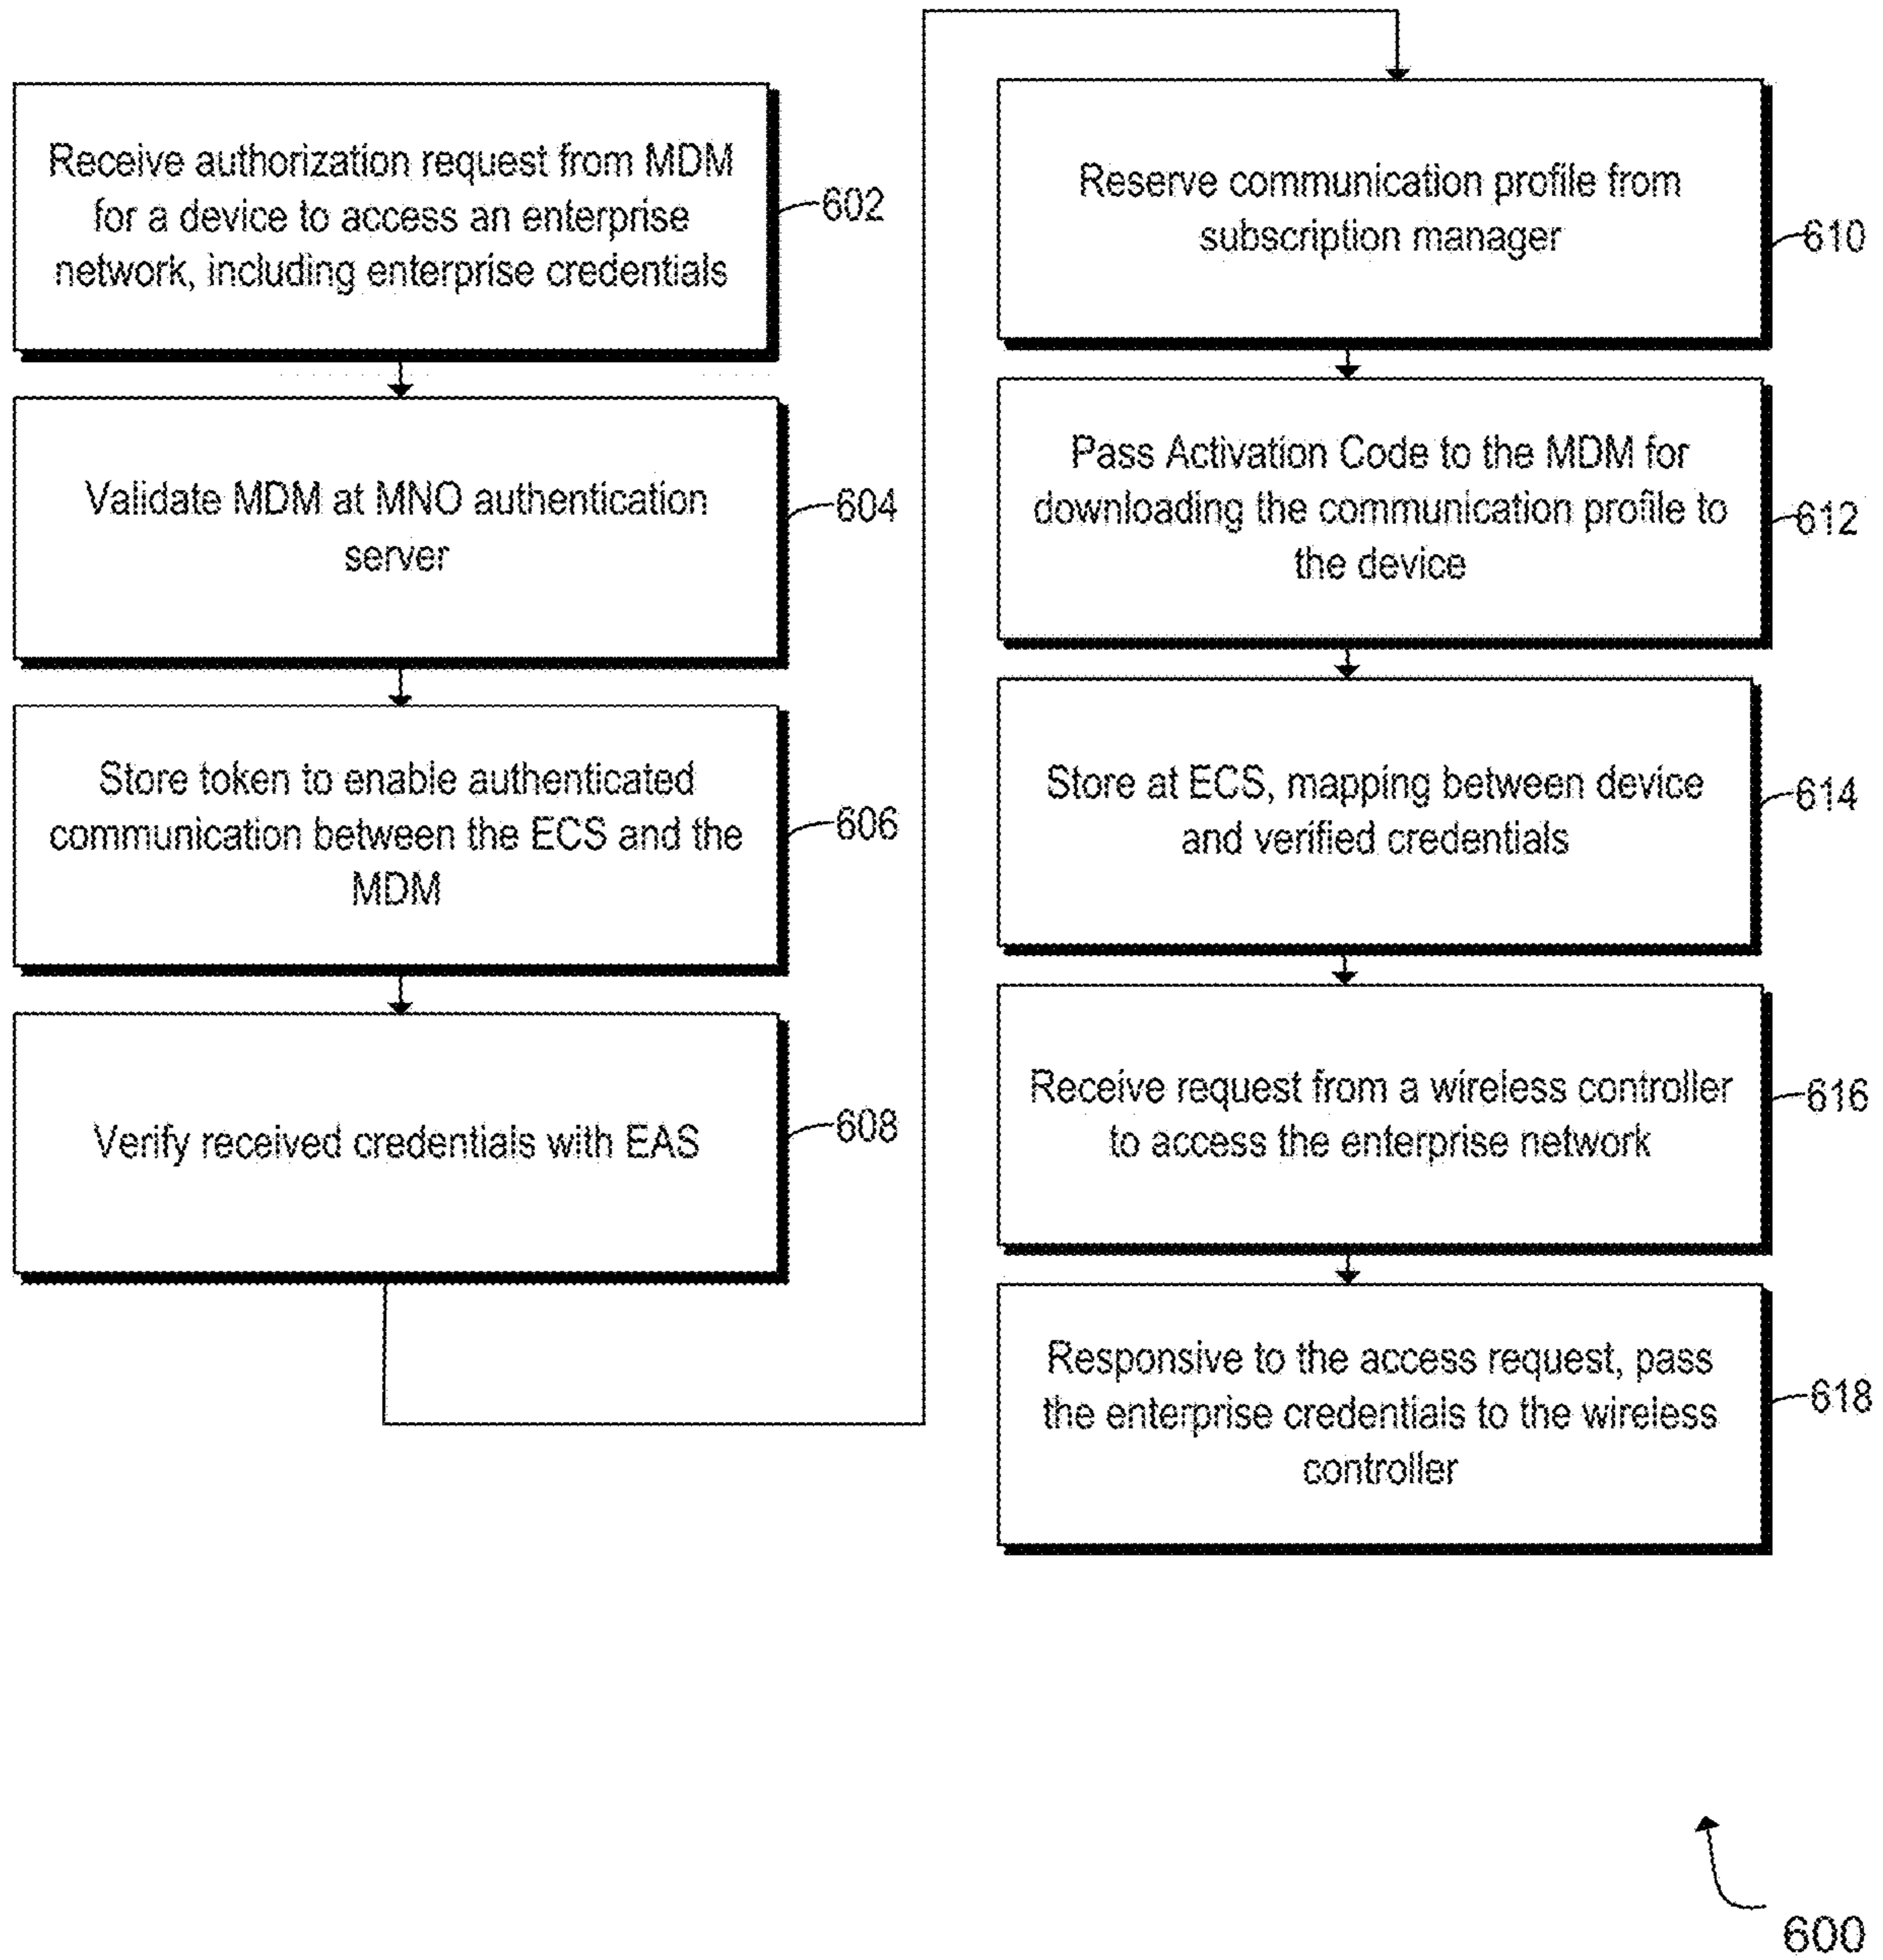 Receive authorization request from MDM
for a device to access an enterprise
network, including enterprise credentials
602
Validate MDM at MNO authentication
server
604
Store token to enable authenticated
communication between the ECS and the
MDM
606
Verify received credentials with EAS
608
Reserve communication profile from
subscription manager
610
Pass Activation Code to the MDM for
downloading the communication profile to
the device
612
Store at ECS, mapping between device
and verified credentials
614
Receive request from a wireless controller
to access the enterprise network
616
Responsive to the access request, pass
the enterprise credentials to the wireless
controller
618
600